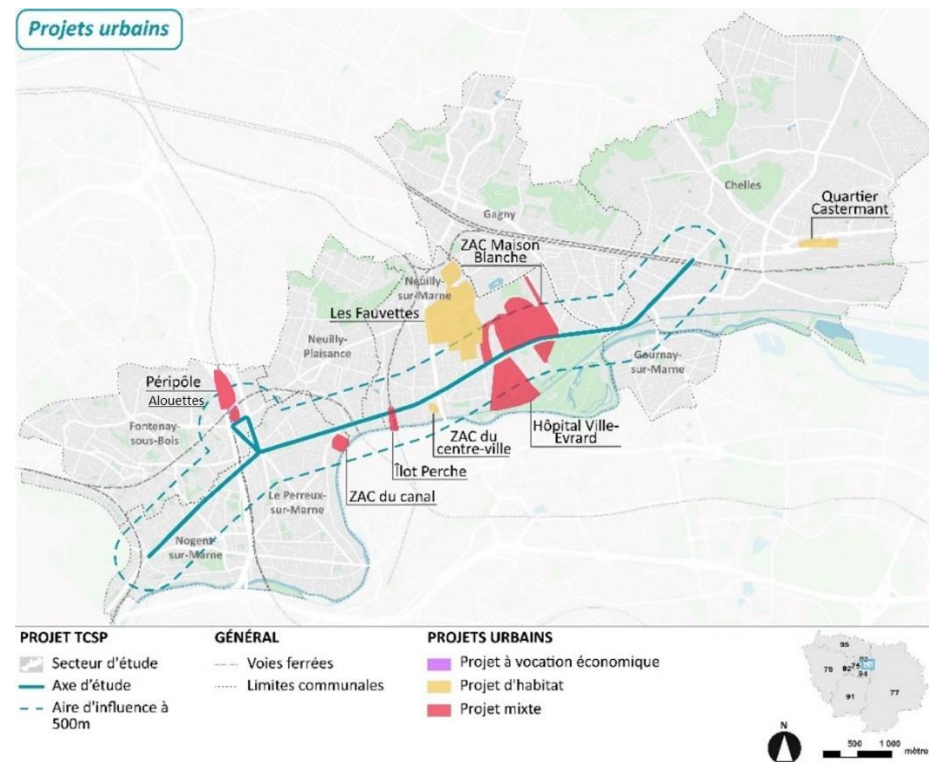 Projets urbains
Chelles
Quartier
Castermant
Gagny
ZAC Maison
Blanche
Neuilly-
sur-Marne
Les Fauvettes
Neuilly-
Plaisance
Gournay-
sur-Marne
Péripôle
Alouettes
Fontenay-
sous-Bois
Hôpital Ville-
Evrard
ZAC du
centre-ville
Îlot Perche
ZAC du canal
Le Perreux-
sur-Marne
Nogent-
sur-Marne
PROJET TCSP
Secteur d'étude
Axe d'étude
Aire d'influence à
500m
GÉNÉRAL
Voies ferrées
Limites communales
PROJETS URBAINS
Projet à vocation économique
Projet d'habitat
Projet mixte
95
78
92
75
94
91
77
N
500 1 000
mètres